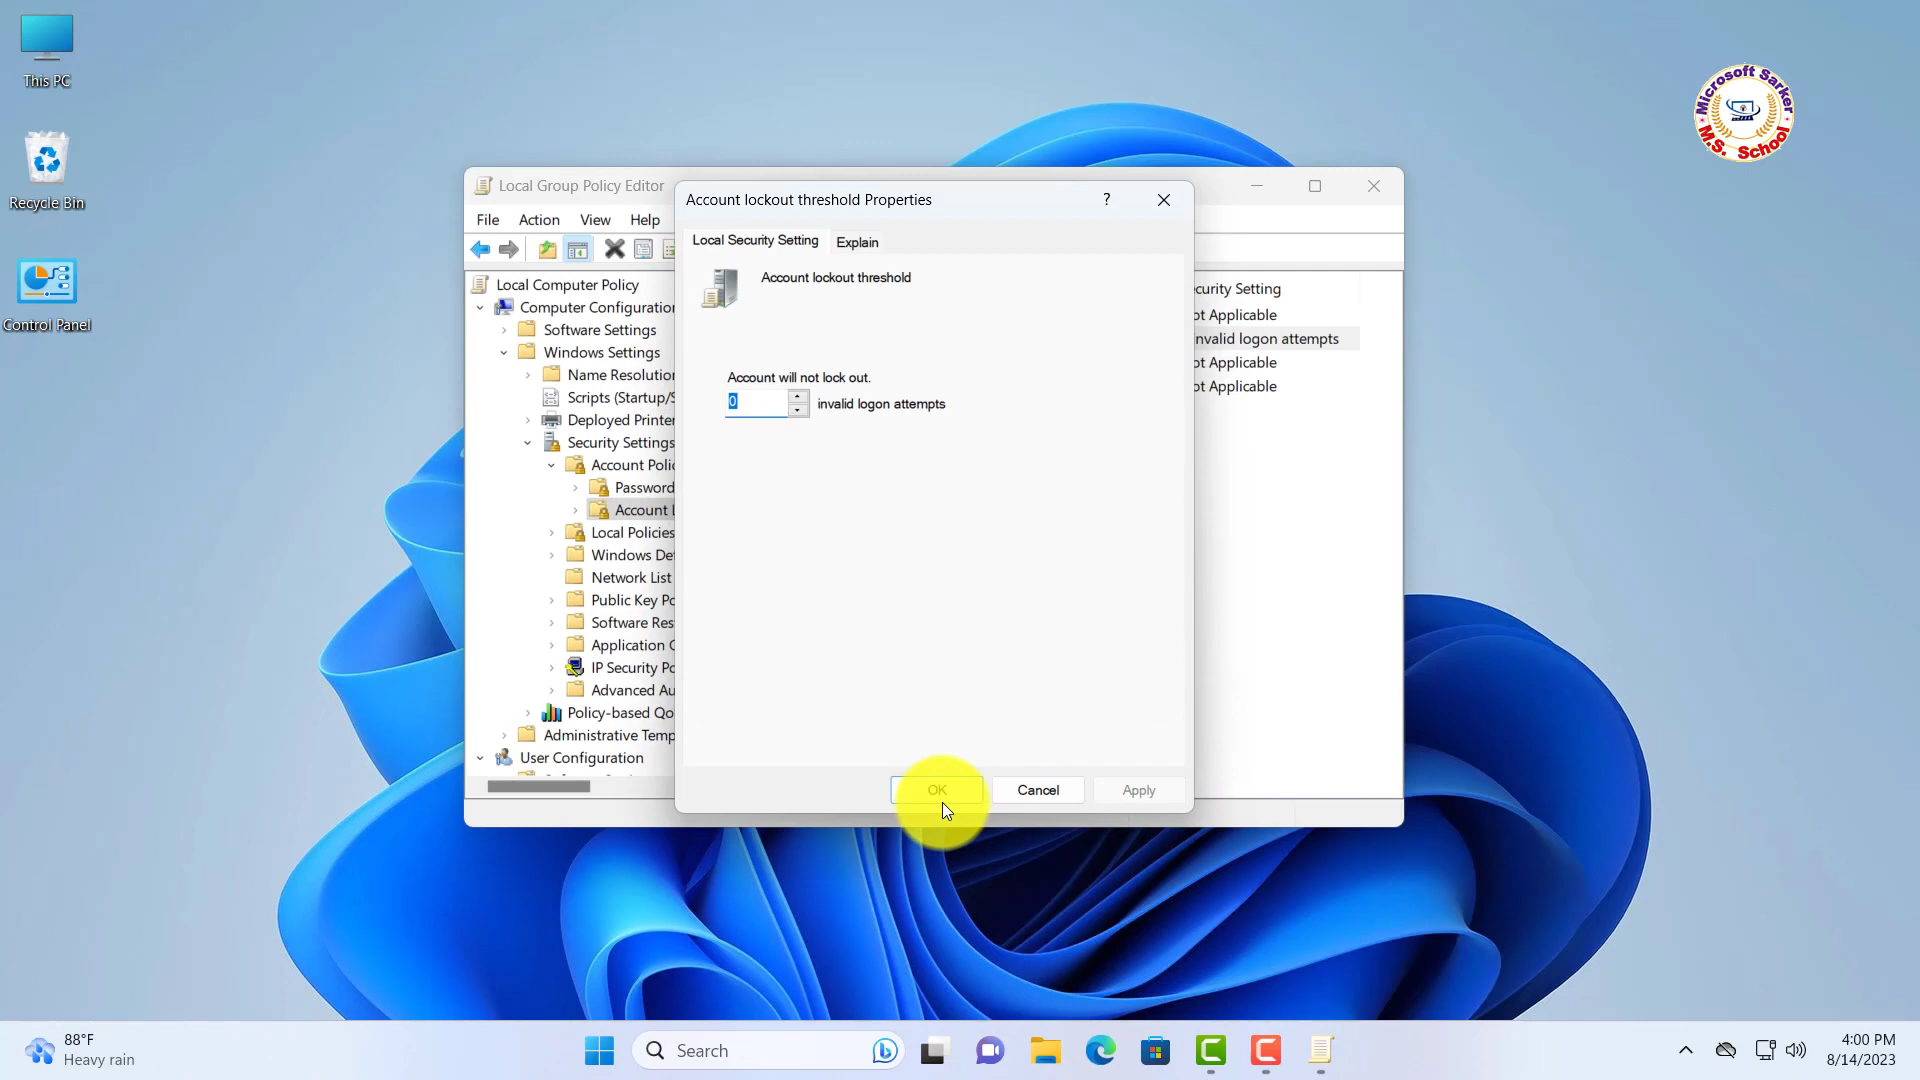 This PC
Recycle Bin
Control Panel
Microsoft Sarker
M.S. School
Local Group Policy Editor
File Action View Help
Local Computer Policy
Computer Configuration
Software Settings
Windows Settings
Name Resolution
Scripts (Startup/S
Deployed Printer
Security Settings
Account Poli
Password
Account L
Local Policies
Windows De
Network List
Public Key Po
Software Res
Application C
IP Security Po
Advanced Au
Policy-based Qo
Administrative Temp
User Configuration
Account lockout threshold Properties
?
Local Security Setting
Explain
Account lockout threshold
Account will not lock out.
0 invalid logon attempts
OK
Cancel
Apply
curity Setting
ot Applicable
nvalid logon attempts
ot Applicable
ot Applicable
88°F
Heavy rain
Search
4:00 PM
8/14/2023